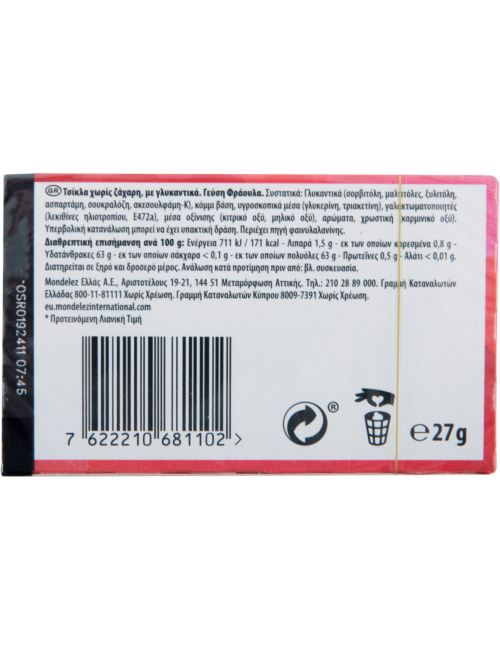 GR Τσίκλα χωρίς ζάχαρη, με γλυκαντικά. Γεύση Φράουλα. Συστατικά: Γλυκαντικά (σορβιτόλη, μαλτιτόλες, ξυλιτόλη,
ασπαρτάμη, σουκραλόζη, ακεσουλφάμη-Κ), κόμμι βάση, υγροσκοπικά μέσα (γλυκερίνη, τριακετίνη), γαλακτωματοποιητές
(λεκιθίνες ηλιοτροπίου, Ε472a), μέσα οξίνισης (κιτρικό οξύ, μηλικό οξύ), αρώματα, χρωστική (καρμινικό οξύ).
Υπερβολική κατανάλωση μπορεί να έχει υπακτική δράση. Περιέχει πηγή φαινυλαλανίνης.
Διαθρεπτική επισήμανση ανά 100 g: Ενέργεια 711 kJ / 171 kcal - Λιπαρά 1,5 g - εκ των οποίων κορεσμένα 0,8 g -
Υδατάνθρακες 63 g - εκ των οποίων σάκχαρα < 0,1 g - εκ των οποίων πολυόλες 63 g - Πρωτεΐνες 0,5 g - Αλάτι < 0,01 g.
Διατηρείται σε ξηρό και δροσερό μέρος. Ανάλωση κατά προτίμηση πριν από: βλ. συσκευασία.
Mondelez Ελλάς Α.Ε., Αριστοτέλους 19-21, 144 51 Μεταμόρφωση Αττικής. Τηλ.: 210 28 89 000. Γραμμή Καταναλωτών
Ελλάδας 800-11-81111 Χωρίς Χρέωση. Γραμμή Καταναλωτών Κύπρου 8009-7391 Χωρίς Χρέωση.
eu.mondelezinternational.com
* Προτεινόμενη Λιανική Τιμή
OSR0192411 07:45
7 622210 681102 >
®
℮ 27 g